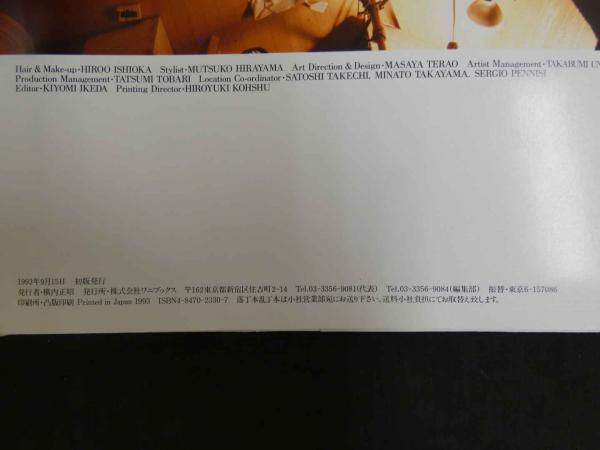 Hair & Make-up・HIROO ISHIOKA Stylist・MUTSUKO HIRAYAMA Art Direction & Design・MASAYA TERAO Artist Management・TAKABUMI UN
Production Management・TATSUMI TOBARI Location Co-ordinator・SATOSHI TAKECHI, MINATO TAKAYAMA, SERGIO PENNISI
Editor・KIYOMI IKEDA Printing Director・HIROYUKI KOHSHU
1993年9月15日 初版発行
発行者・横内正昭 発行所・株式会社ワニブックス 〒162東京都新宿区住吉町2-14 Tel.03-3356-9081(代表) Tel.03-3356-9084(編集部) 振替・東京6-157086
印刷所・凸版印刷 Printed in Japan 1993 ISBN4-8470-2330-7 落丁本乱丁本は小社営業部宛にお送り下さい。送料小社負担にてお取替え致します。